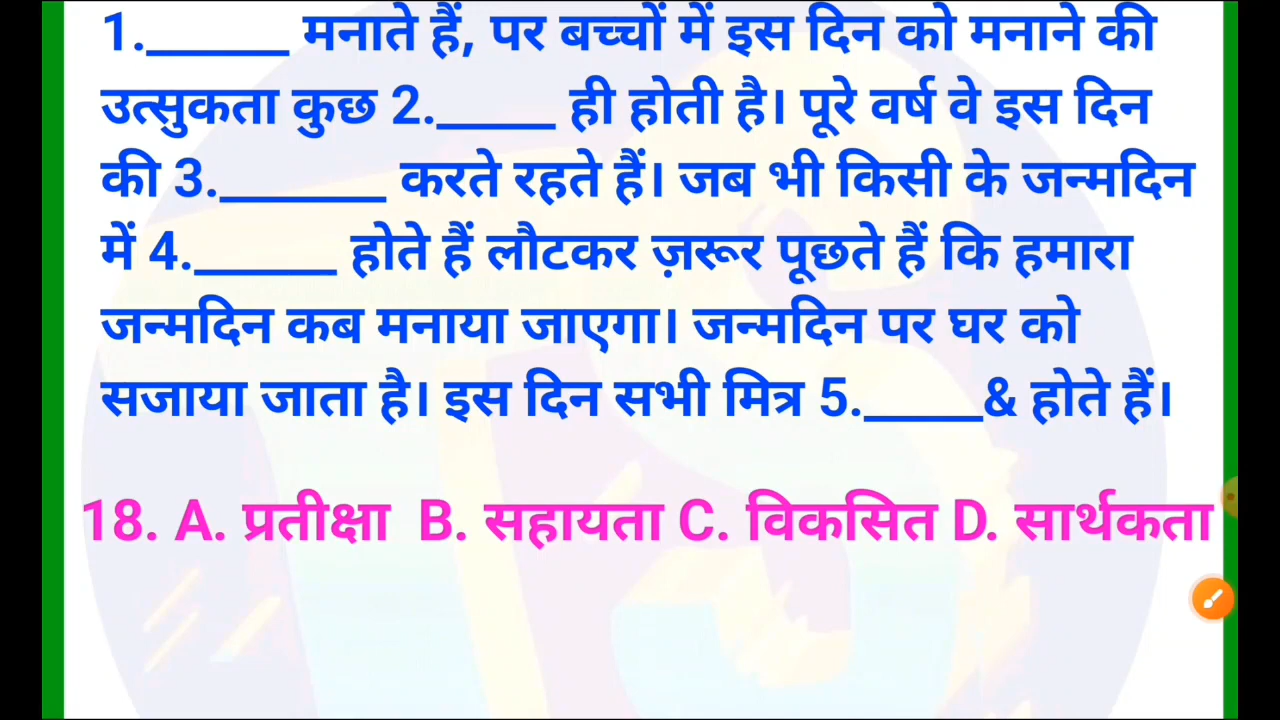 1.______ मनाते हैं, पर बच्चों में इस दिन को मनाने की
उत्सुकता कुछ 2._____ ही होती है। पूरे वर्ष वे इस दिन
की 3._______ करते रहते हैं। जब भी किसी के जन्मदिन
में 4.______ होते हैं लौटकर ज़रूर पूछते हैं कि हमारा
जन्मदिन कब मनाया जाएगा। जन्मदिन पर घर को
सजाया जाता है। इस दिन सभी मित्र 5._____& होते हैं।
18. A. प्रतीक्षा B. सहायता C. विकसित D. सार्थकता